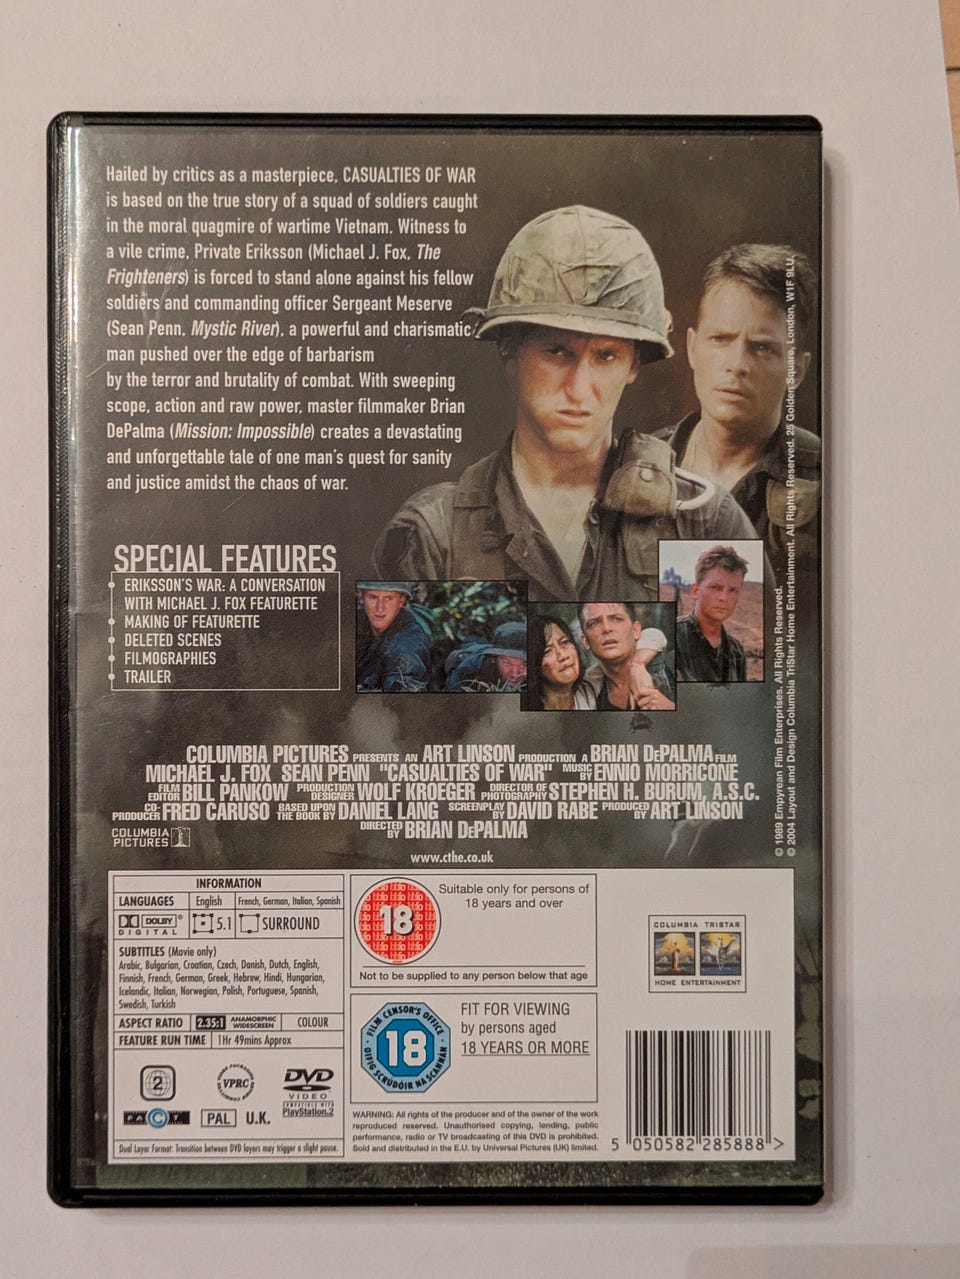 Hailed by critics as a masterpiece, CASUALTIES OF WAR
is based on the true story of a squad of soldiers caught
in the moral quagmire of wartime Vietnam. Witness to
a vile crime, Private Eriksson (Michael J. Fox, The
Frighteners) is forced to stand alone against his fellow
soldiers and commanding officer Sergeant Meserve
(Sean Penn, Mystic River), a powerful and charismatic
man pushed over the edge of barbarism
by the terror and brutality of combat. With sweeping
scope, action and raw power, master filmmaker Brian
DePalma (Mission: Impossible) creates a devastating
and unforgettable tale of one man's quest for sanity
and justice amidst the chaos of war.
SPECIAL FEATURES
ERIKSSON'S WAR: A CONVERSATION
WITH MICHAEL J. FOX FEATURETTE
MAKING OF FEATURETTE
DELETED SCENES
FILMOGRAPHIES
TRAILER
© 1989 Empyrean Film Enterprises. All Rights Reserved.
© 2004 Layout and Design Columbia TriStar Home Entertainment. All Rights Reserved. 25 Golden Square, London, W1F 9LU.
COLUMBIA PICTURES PRESENTS AN ART LINSON PRODUCTION A BRIAN DePALMA FILM
MICHAEL J. FOX SEAN PENN "CASUALTIES OF WAR" MUSIC BY ENNIO MORRICONE
FILM EDITOR BILL PANKOW PRODUCTION DESIGNER WOLF KROEGER DIRECTOR OF PHOTOGRAPHY STEPHEN H. BURUM, A.S.C.
CO-PRODUCER FRED CARUSO BASED UPON THE BOOK BY DANIEL LANG SCREENPLAY BY DAVID RABE PRODUCED BY ART LINSON
DIRECTED BY BRIAN DePALMA
COLUMBIA
PICTURES
www.cthe.co.uk
INFORMATION
LANGUAGES English French, German, Italian, Spanish
DOLBY DIGITAL 5.1 SURROUND
SUBTITLES (Movie only)
Arabic, Bulgarian, Croatian, Czech, Danish, Dutch, English,
Finnish, French, German, Greek, Hebrew, Hindi, Hungarian,
Icelandic, Italian, Norwegian, Polish, Portuguese, Spanish,
Swedish, Turkish
ASPECT RATIO 2.35:1 ANAMORPHIC WIDESCREEN COLOUR
FEATURE RUN TIME 1Hr 49mins Approx
2
VPRC
DVD
VIDEO
COMPATIBLE WITH
PlayStation.2
FACT PAL U.K.
Dual Layer Format: Transition between DVD layers may trigger a slight pause.
18
Suitable only for persons of
18 years and over
Not to be supplied to any person below that age
FILM CENSOR'S OFFICE
18
OIFIG SCRÚDÓIR NA SCANNÁN
FIT FOR VIEWING
by persons aged
18 YEARS OR MORE
WARNING: All rights of the producer and of the owner of the work
reproduced reserved. Unauthorised copying, lending, public
performance, radio or TV broadcasting of this DVD is prohibited.
Sold and distributed in the E.U. by Universal Pictures (UK) limited.
COLUMBIA TRISTAR
HOME ENTERTAINMENT
5 050582 285888 >